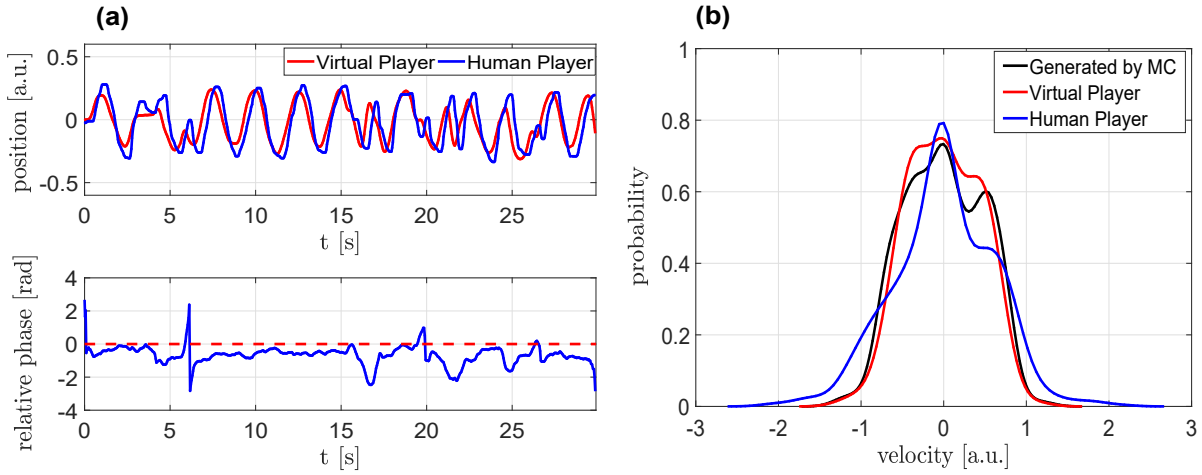 (a)
position [a.u.]
0.5
0
-0.5
Virtual Player
Human Player
0 5 10 15 20 25
t [s]
relative phase [rad]
4
2
0
-2
-4
0 5 10 15 20 25
t [s]
(b)
probability
1
0.8
0.6
0.4
0.2
0
Generated by MC
Virtual Player
Human Player
-3 -2 -1 0 1 2 3
velocity [a.u.]